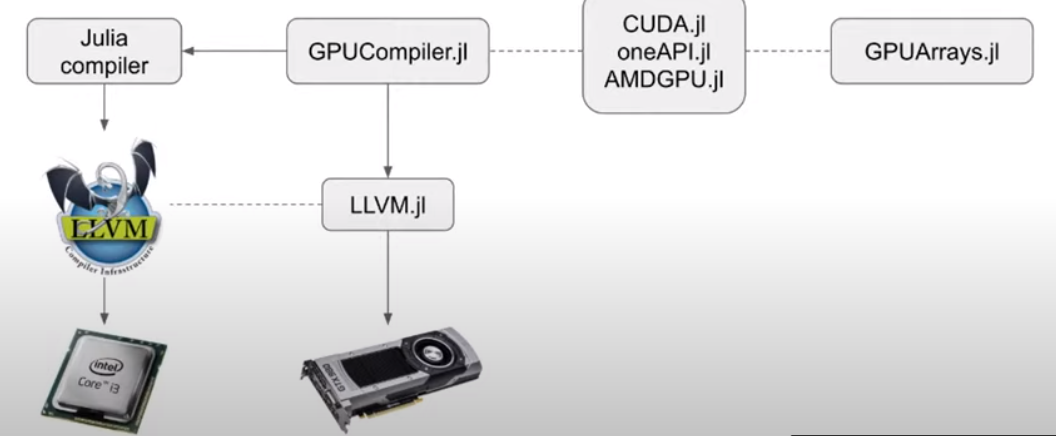 Julia
compiler
GPUCompiler.jl
CUDA.jl
oneAPI.jl
AMDGPU.jl
GPUArrays.jl
LLVM
Compiler Infrastructure
LLVM.jl
intel
Core™ i3
GTX 980